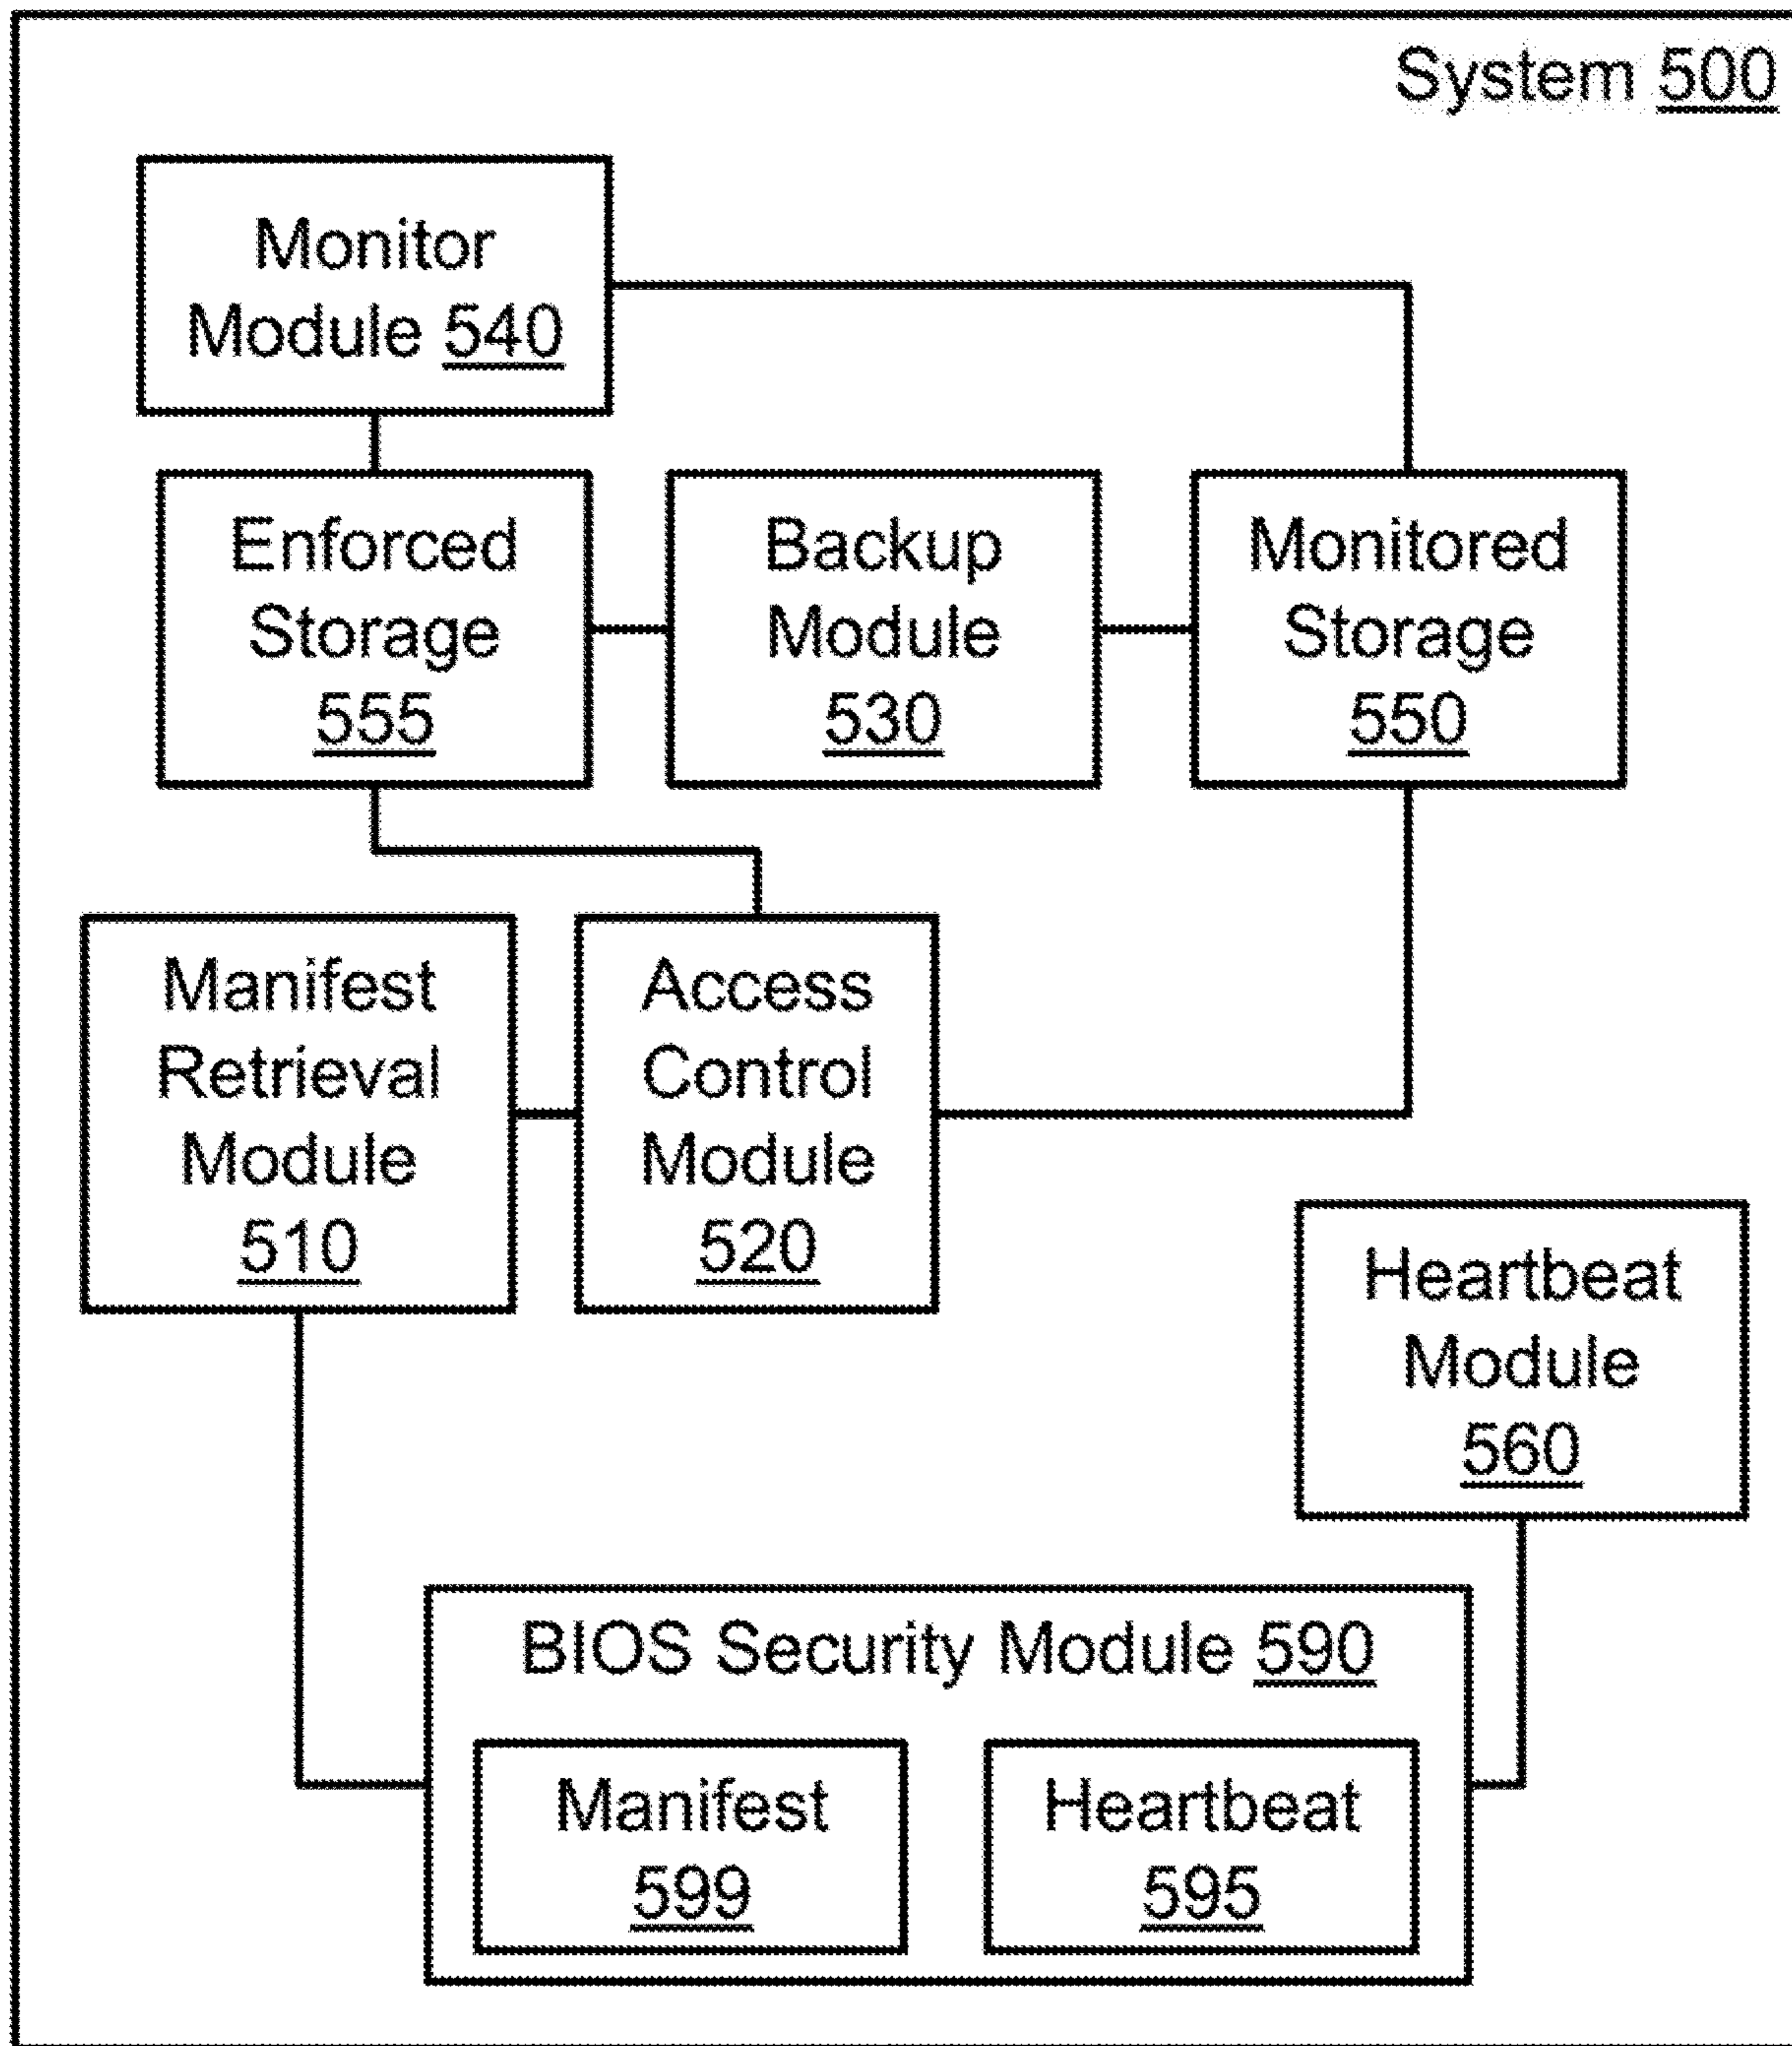 System 500
Monitor
Module 540
Enforced
Storage
555
Backup
Module
530
Monitored
Storage
550
Manifest
Retrieval
Module
510
Access
Control
Module
520
Heartbeat
Module
560
BIOS Security Module 590
Manifest
599
Heartbeat
595